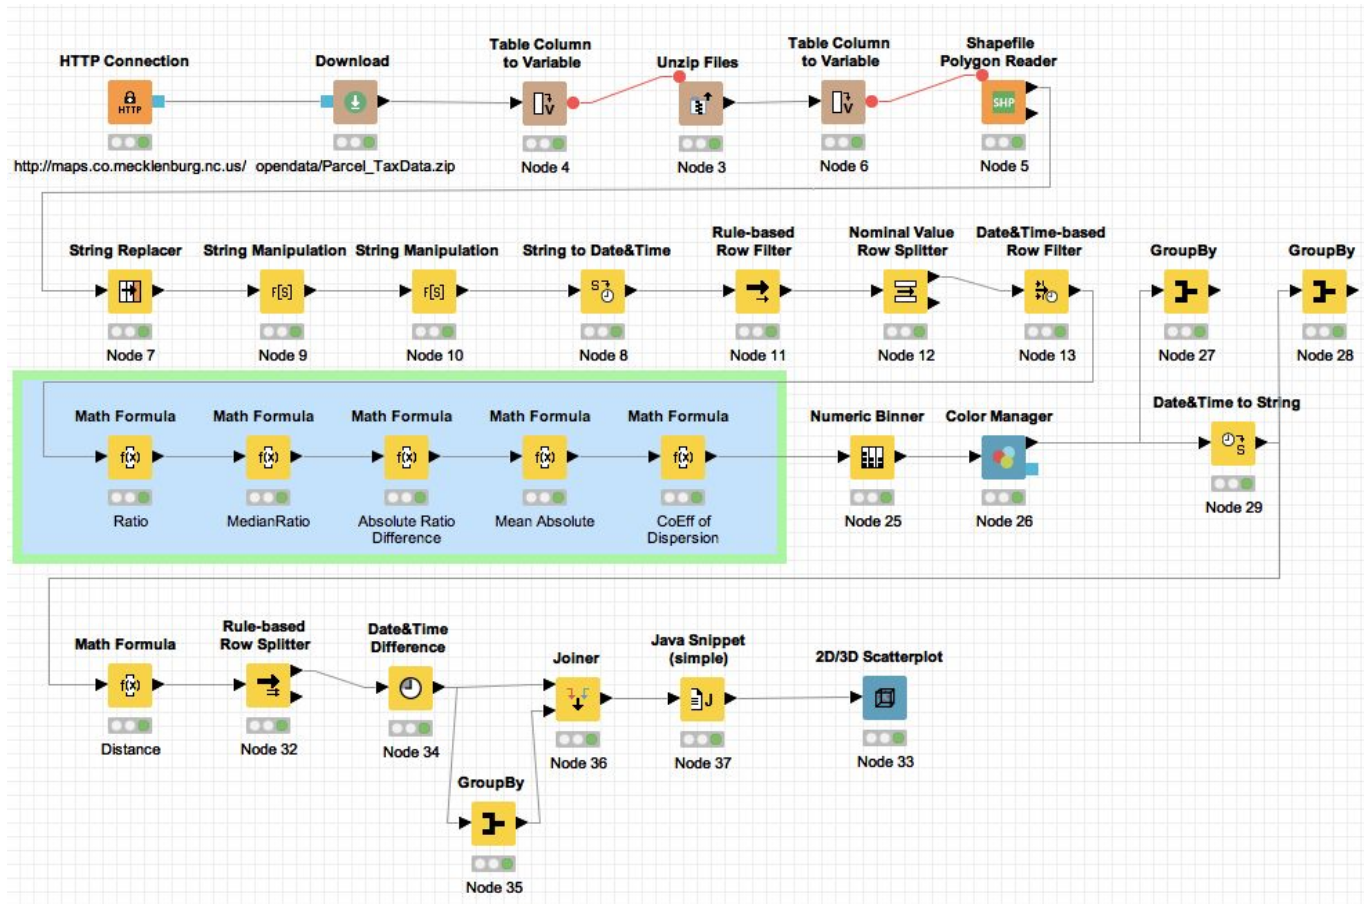 Table Column
to Variable
Table Column
to Variable
Shapefile
Polygon Reader
HTTP Connection
Download
Unzip Files
HTTP
V
V
SHP
Node 4
Node 3
Node 6
Node 5
http://maps.co.mecklenburg.nc.us/
opendata/Parcel_TaxData.zip
String Replacer
String Manipulation
String Manipulation
String to Date&Time
Rule-based
Row Filter
Nominal Value
Row Splitter
Date&Time-based
Row Filter
GroupBy
GroupBy
F[S]
F[S]
S
Node 7
Node 9
Node 10
Node 8
Node 11
Node 12
Node 13
Node 27
Node 28
Math Formula
Math Formula
Math Formula
Math Formula
Math Formula
Numeric Binner
Color Manager
Date&Time to String
f(x)
f(x)
f(x)
f(x)
f(x)
S
Ratio
MedianRatio
Absolute Ratio
Difference
Mean Absolute
CoEff of
Dispersion
Node 25
Node 26
Node 29
Math Formula
Rule-based
Row Splitter
Date&Time
Difference
Joiner
Java Snippet
(simple)
2D/3D Scatterplot
f(x)
J
Distance
Node 32
Node 34
Node 36
Node 37
Node 33
GroupBy
Node 35